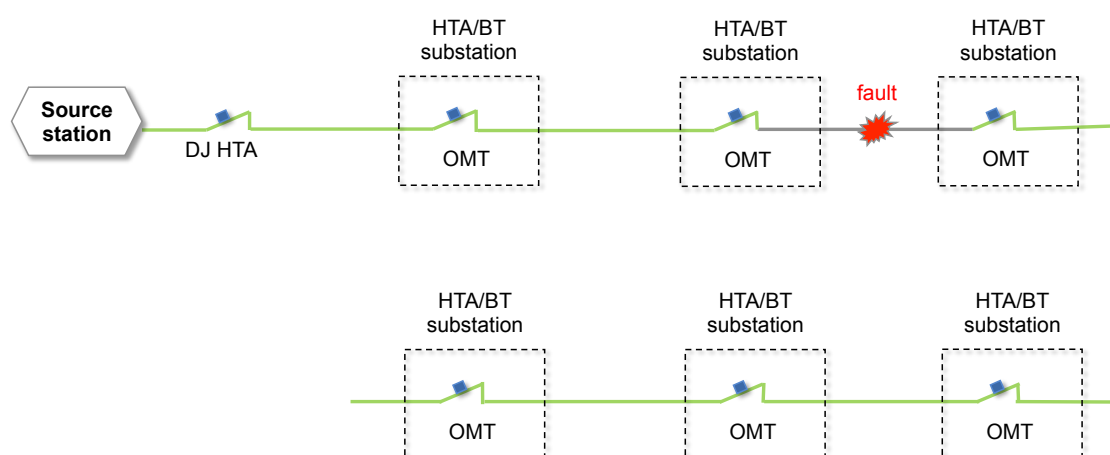 HTA/BT
substation
HTA/BT
substation
HTA/BT
substation
Source
station
fault
DJ HTA
OMT
OMT
OMT
HTA/BT
substation
HTA/BT
substation
HTA/BT
substation
OMT
OMT
OMT